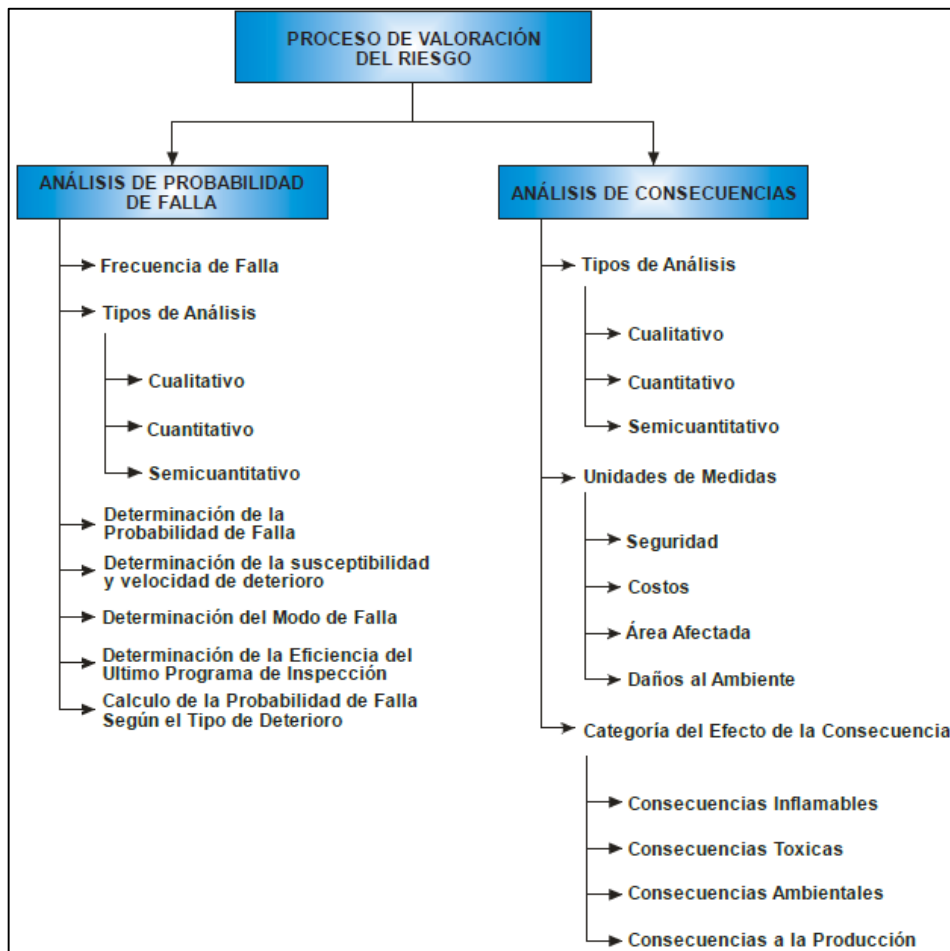 PROCESO DE VALORACIÓN
DEL RIESGO
ANÁLISIS DE PROBABILIDAD
DE FALLA
Frecuencia de Falla
Tipos de Análisis
Cualitativo
Cuantitativo
Semicuantitativo
Determinación de la
Probabilidad de Falla
Determinación de la susceptibilidad
y velocidad de deterioro
Determinación del Modo de Falla
Determinación de la Eficiencia del
Ultimo Programa de Inspección
Calculo de la Probabilidad de Falla
Según el Tipo de Deterioro
ANÁLISIS DE CONSECUENCIAS
Tipos de Análisis
Cualitativo
Cuantitativo
Semicuantitativo
Unidades de Medidas
Seguridad
Costos
Área Afectada
Daños al Ambiente
Categoría del Efecto de la Consecuencia
Consecuencias Inflamables
Consecuencias Toxicas
Consecuencias Ambientales
Consecuencias a la Producción